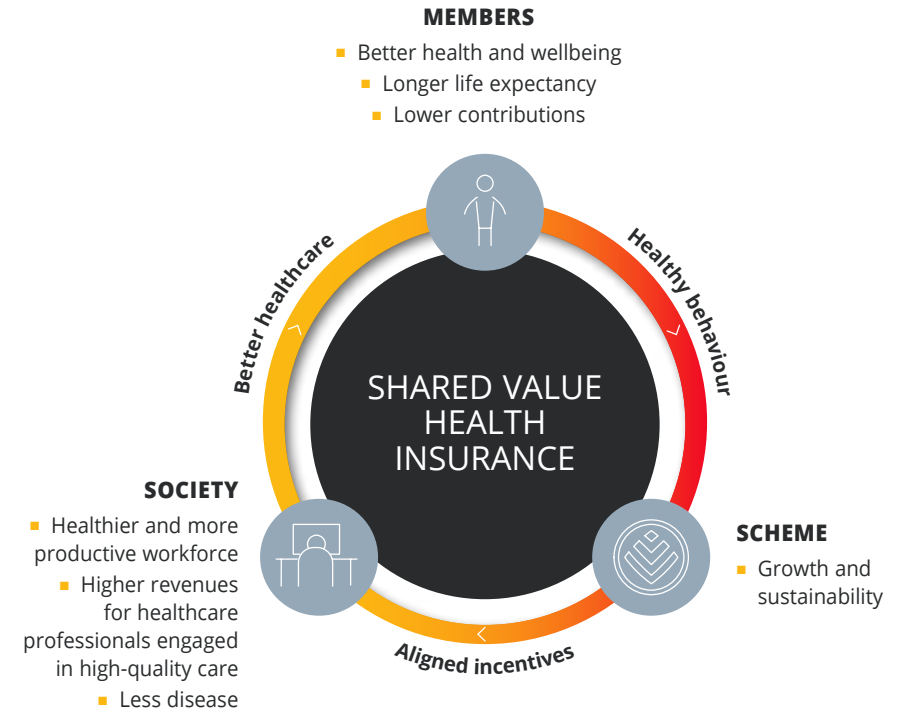 MEMBERS
■ Better health and wellbeing
■ Longer life expectancy
■ Lower contributions
Better healthcare
Healthy behaviour
SHARED VALUE
HEALTH
INSURANCE
SOCIETY
■ Healthier and more
productive workforce
■ Higher revenues
for healthcare
professionals engaged
in high-quality care
■ Less disease
SCHEME
■ Growth and
sustainability
Aligned incentives